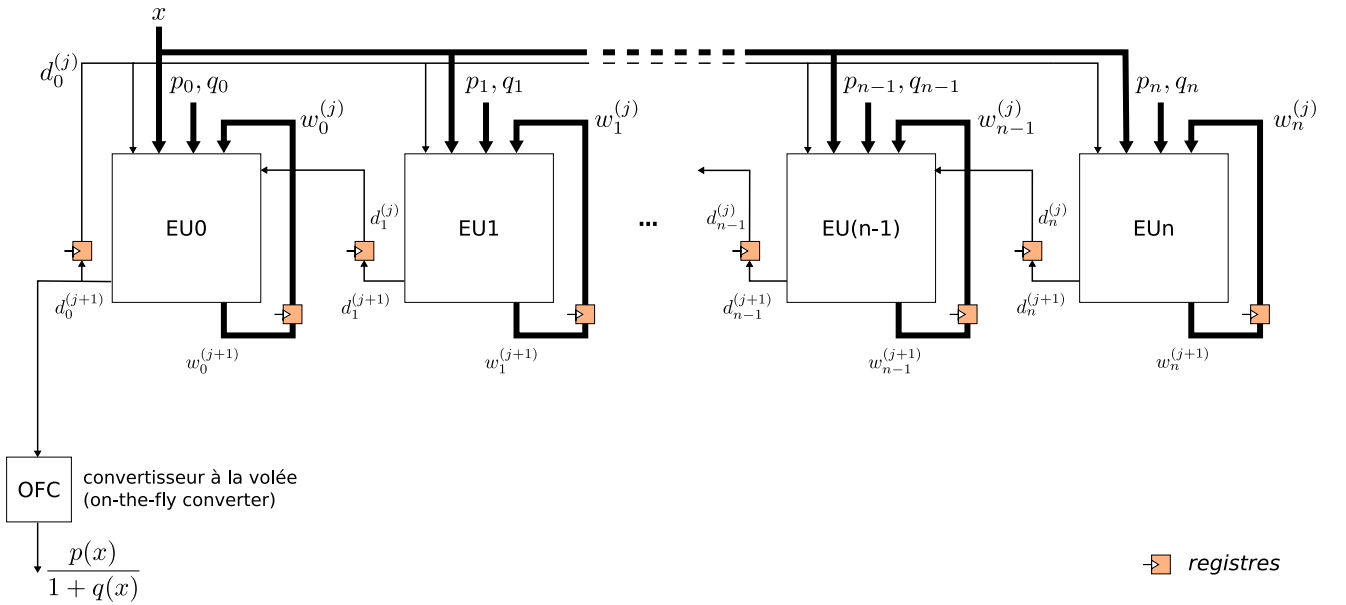 x
d_0^{(j)}
p_0, q_0
w_0^{(j)}
p_1, q_1
w_1^{(j)}
p_{n-1}, q_{n-1}
w_{n-1}^{(j)}
p_n, q_n
w_n^{(j)}
EU0
d_1^{(j)}
EU1
...
d_{n-1}^{(j)}
EU(n-1)
d_n^{(j)}
EUn
d_0^{(j+1)}
d_1^{(j+1)}
d_{n-1}^{(j+1)}
d_n^{(j+1)}
w_0^{(j+1)}
w_1^{(j+1)}
w_{n-1}^{(j+1)}
w_n^{(j+1)}
OFC
convertisseur à la volée
(on-the-fly converter)
p(x)
1 + q(x)
registres